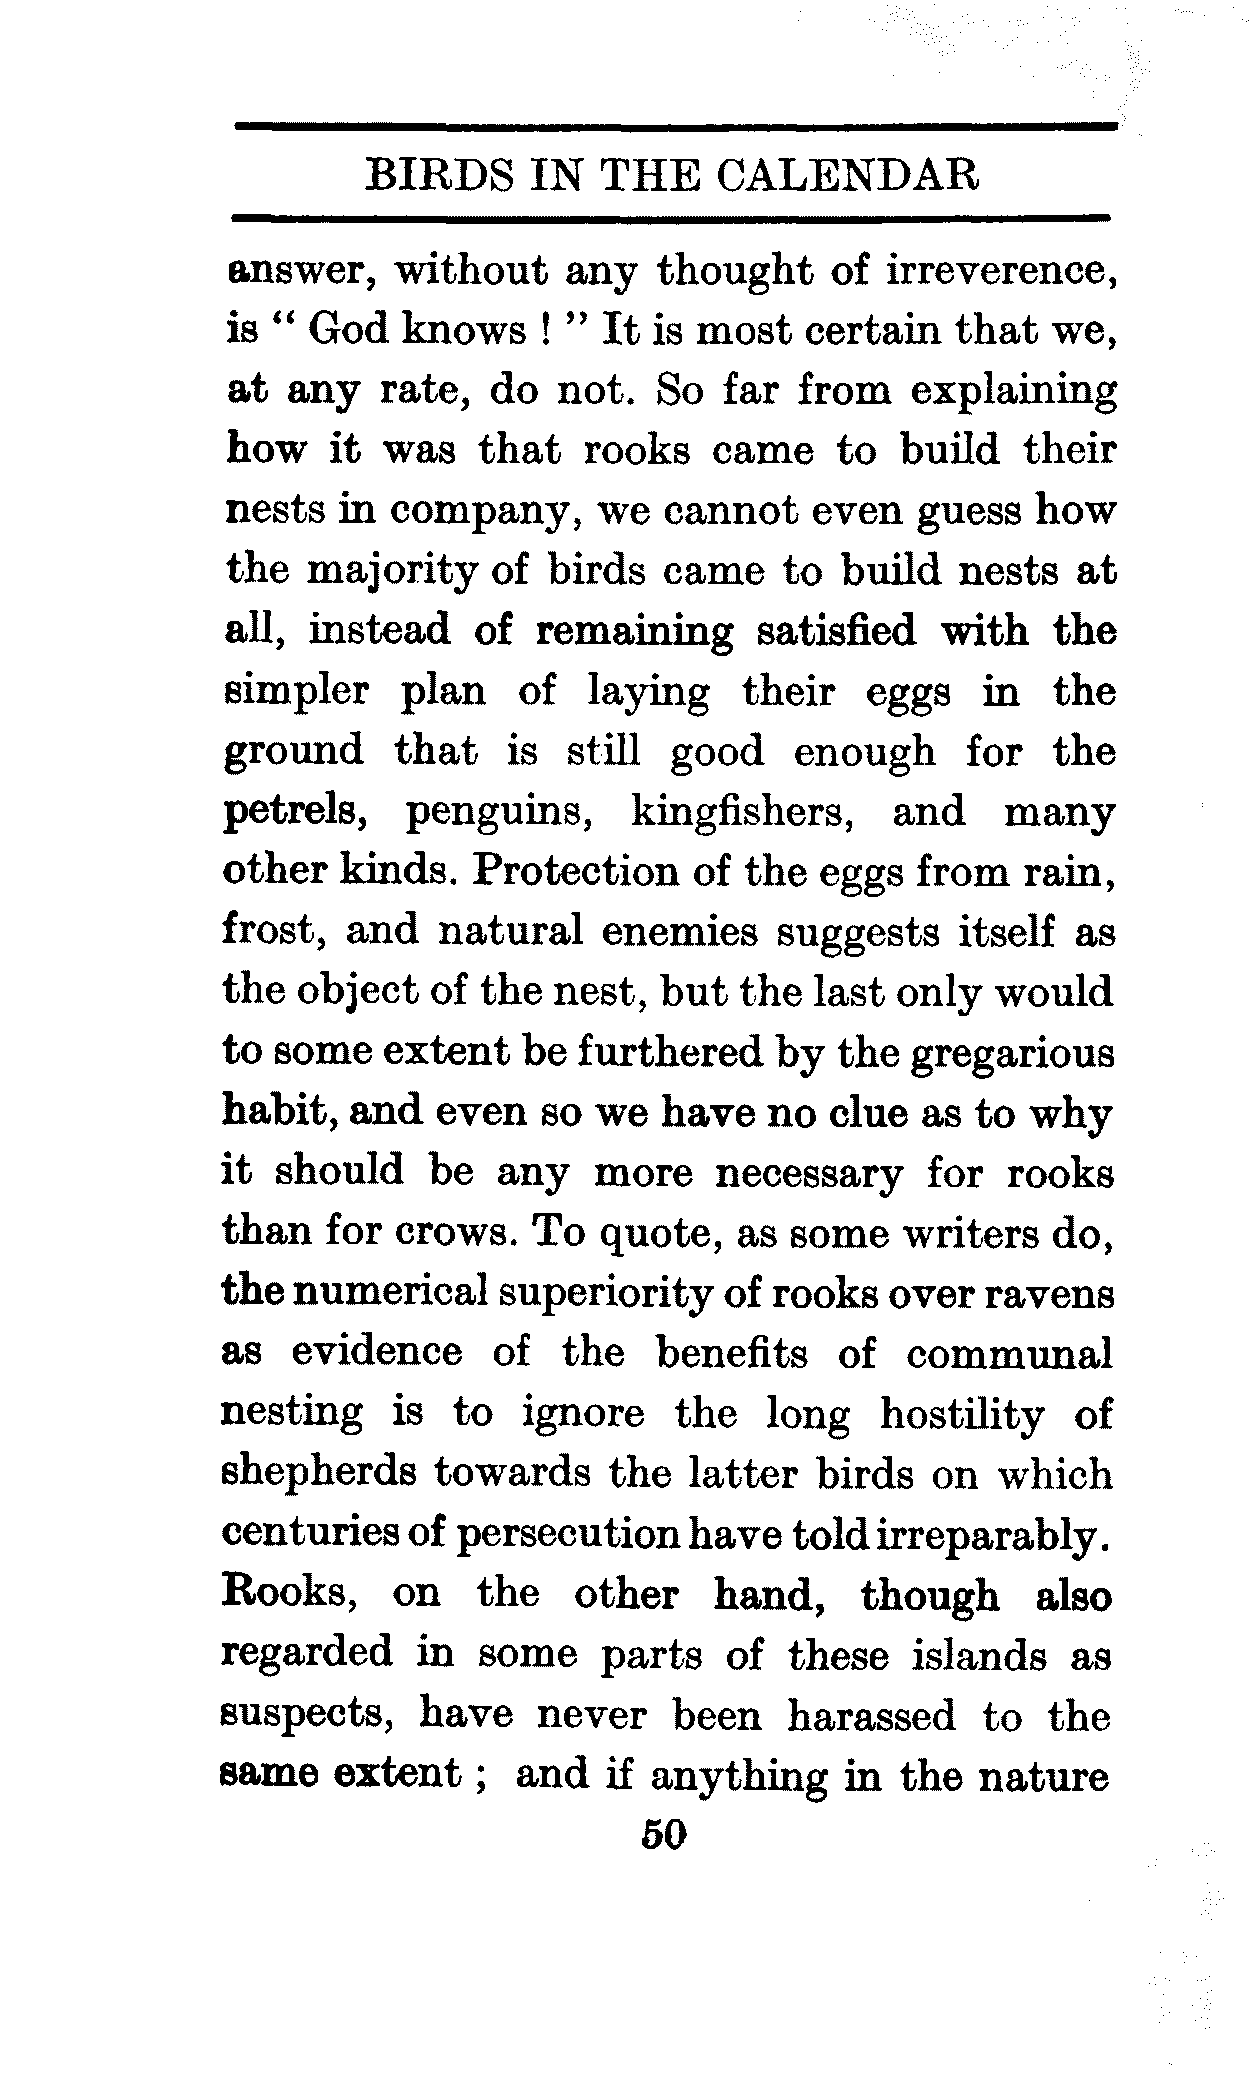 BIRDS IN THE CALENDAR
answer, without any thought of irreverence,
is “ God knows ! ” It is most certain that we,
at any rate, do not. So far from explaining
how it was that rooks came to build their
nests in company, we cannot even guess how
the majority of birds came to build nests at
all, instead of remaining satisfied with the
simpler plan of laying their eggs in the
ground that is still good enough for the
petrels, penguins, kingfishers, and many
other kinds. Protection of the eggs from rain,
frost, and natural enemies suggests itself as
the object of the nest, but the last only would
to some extent be furthered by the gregarious
habit, and even so we have no clue as to why
it should be any more necessary for rooks
than for crows. To quote, as some writers do,
the numerical superiority of rooks over ravens
as evidence of the benefits of communal
nesting is to ignore the long hostility of
shepherds towards the latter birds on which
centuries of persecution have told irreparably.
Rooks, on the other hand, though also
regarded in some parts of these islands as
suspects, have never been harassed to the
same extent ; and if anything in the nature
50